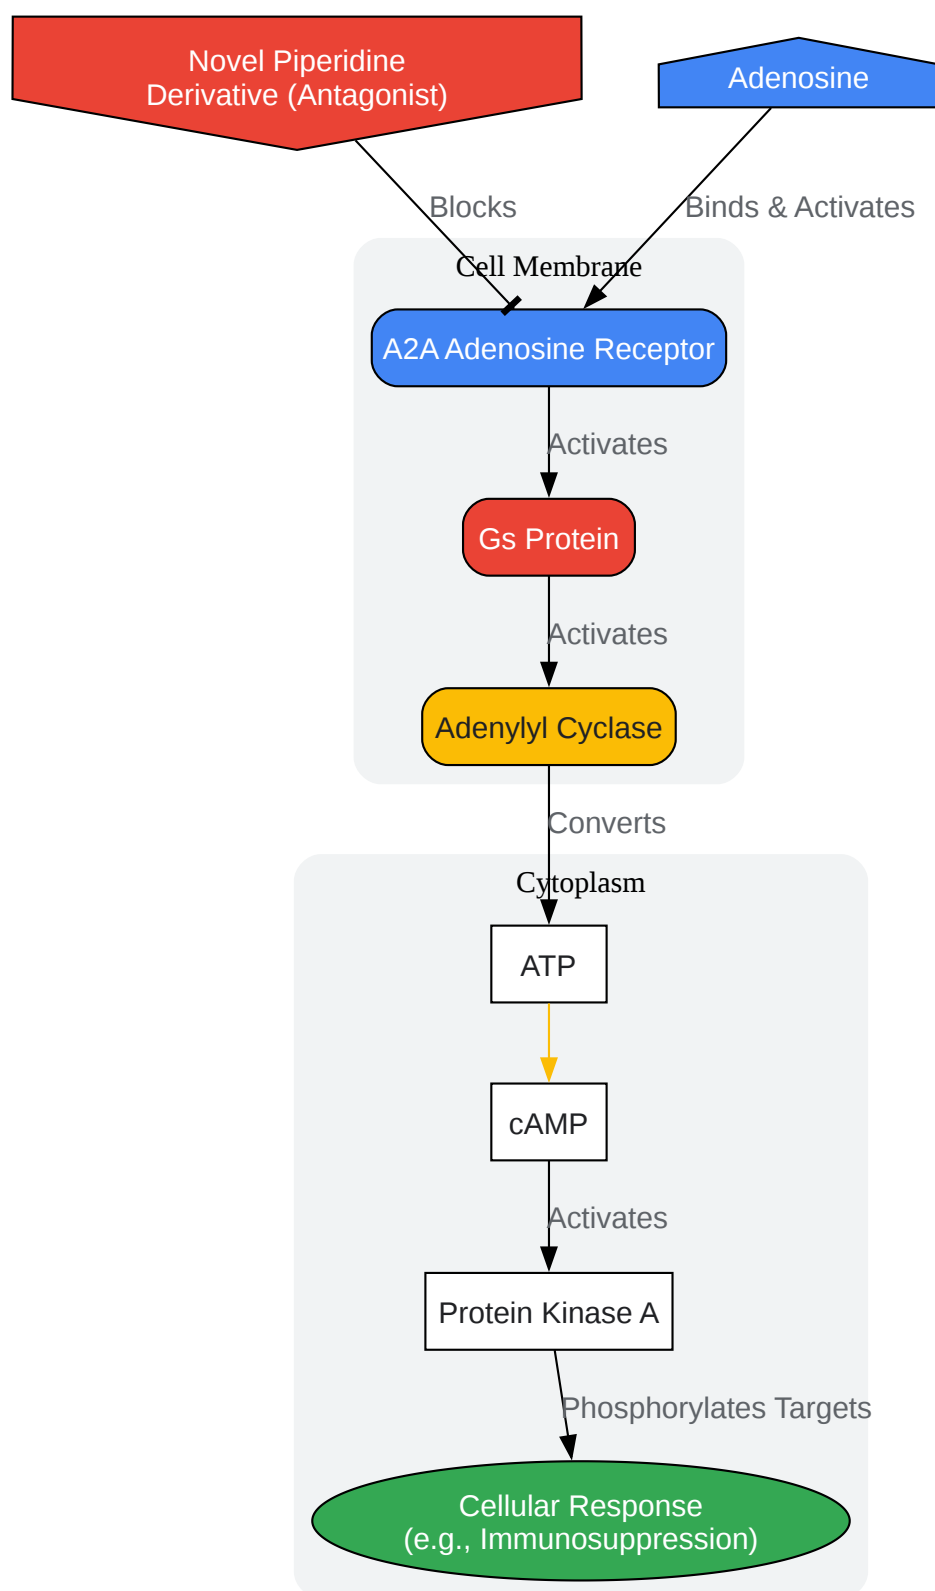 Novel Piperidine
Derivative (Antagonist)
Adenosine
Blocks
Binds & Activates
Cell Membrane
A2A Adenosine Receptor
Activates
Gs Protein
Activates
Adenylyl Cyclase
Converts
Cytoplasm
ATP
cAMP
Activates
Protein Kinase A
Phosphorylates Targets
Cellular Response
(e.g., Immunosuppression)